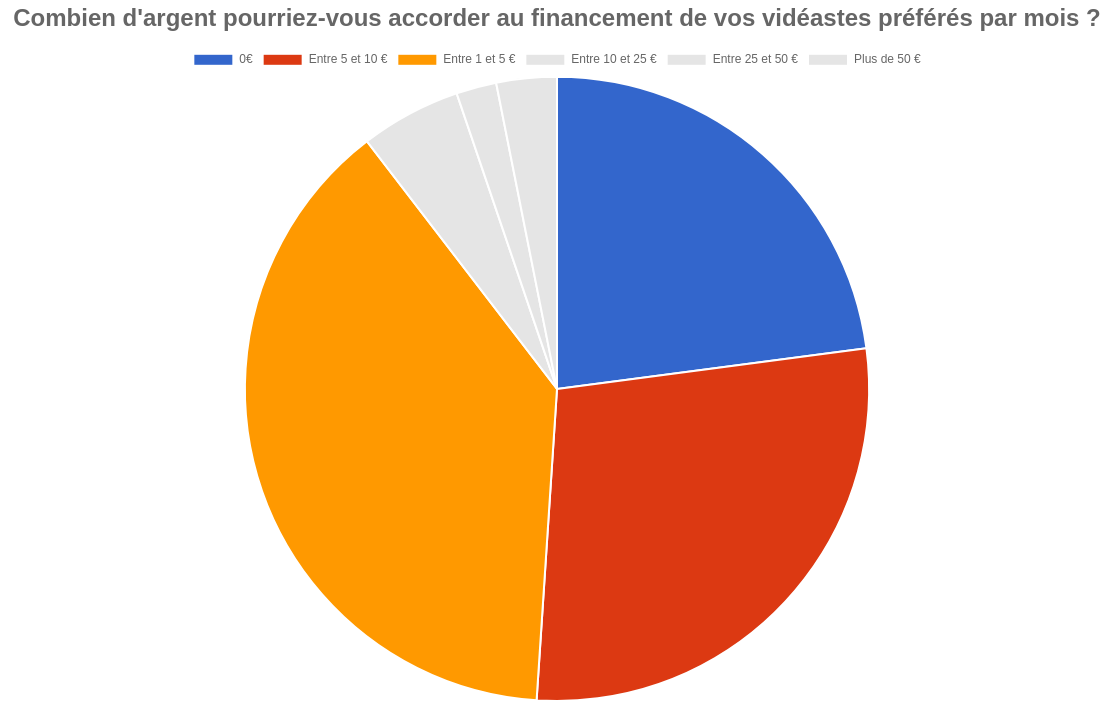 Combien d'argent pourriez-vous accorder au financement de vos vidéastes préférés par mois ?
0€ Entre 5 et 10 € Entre 1 et 5 € Entre 10 et 25 € Entre 25 et 50 € Plus de 50 €